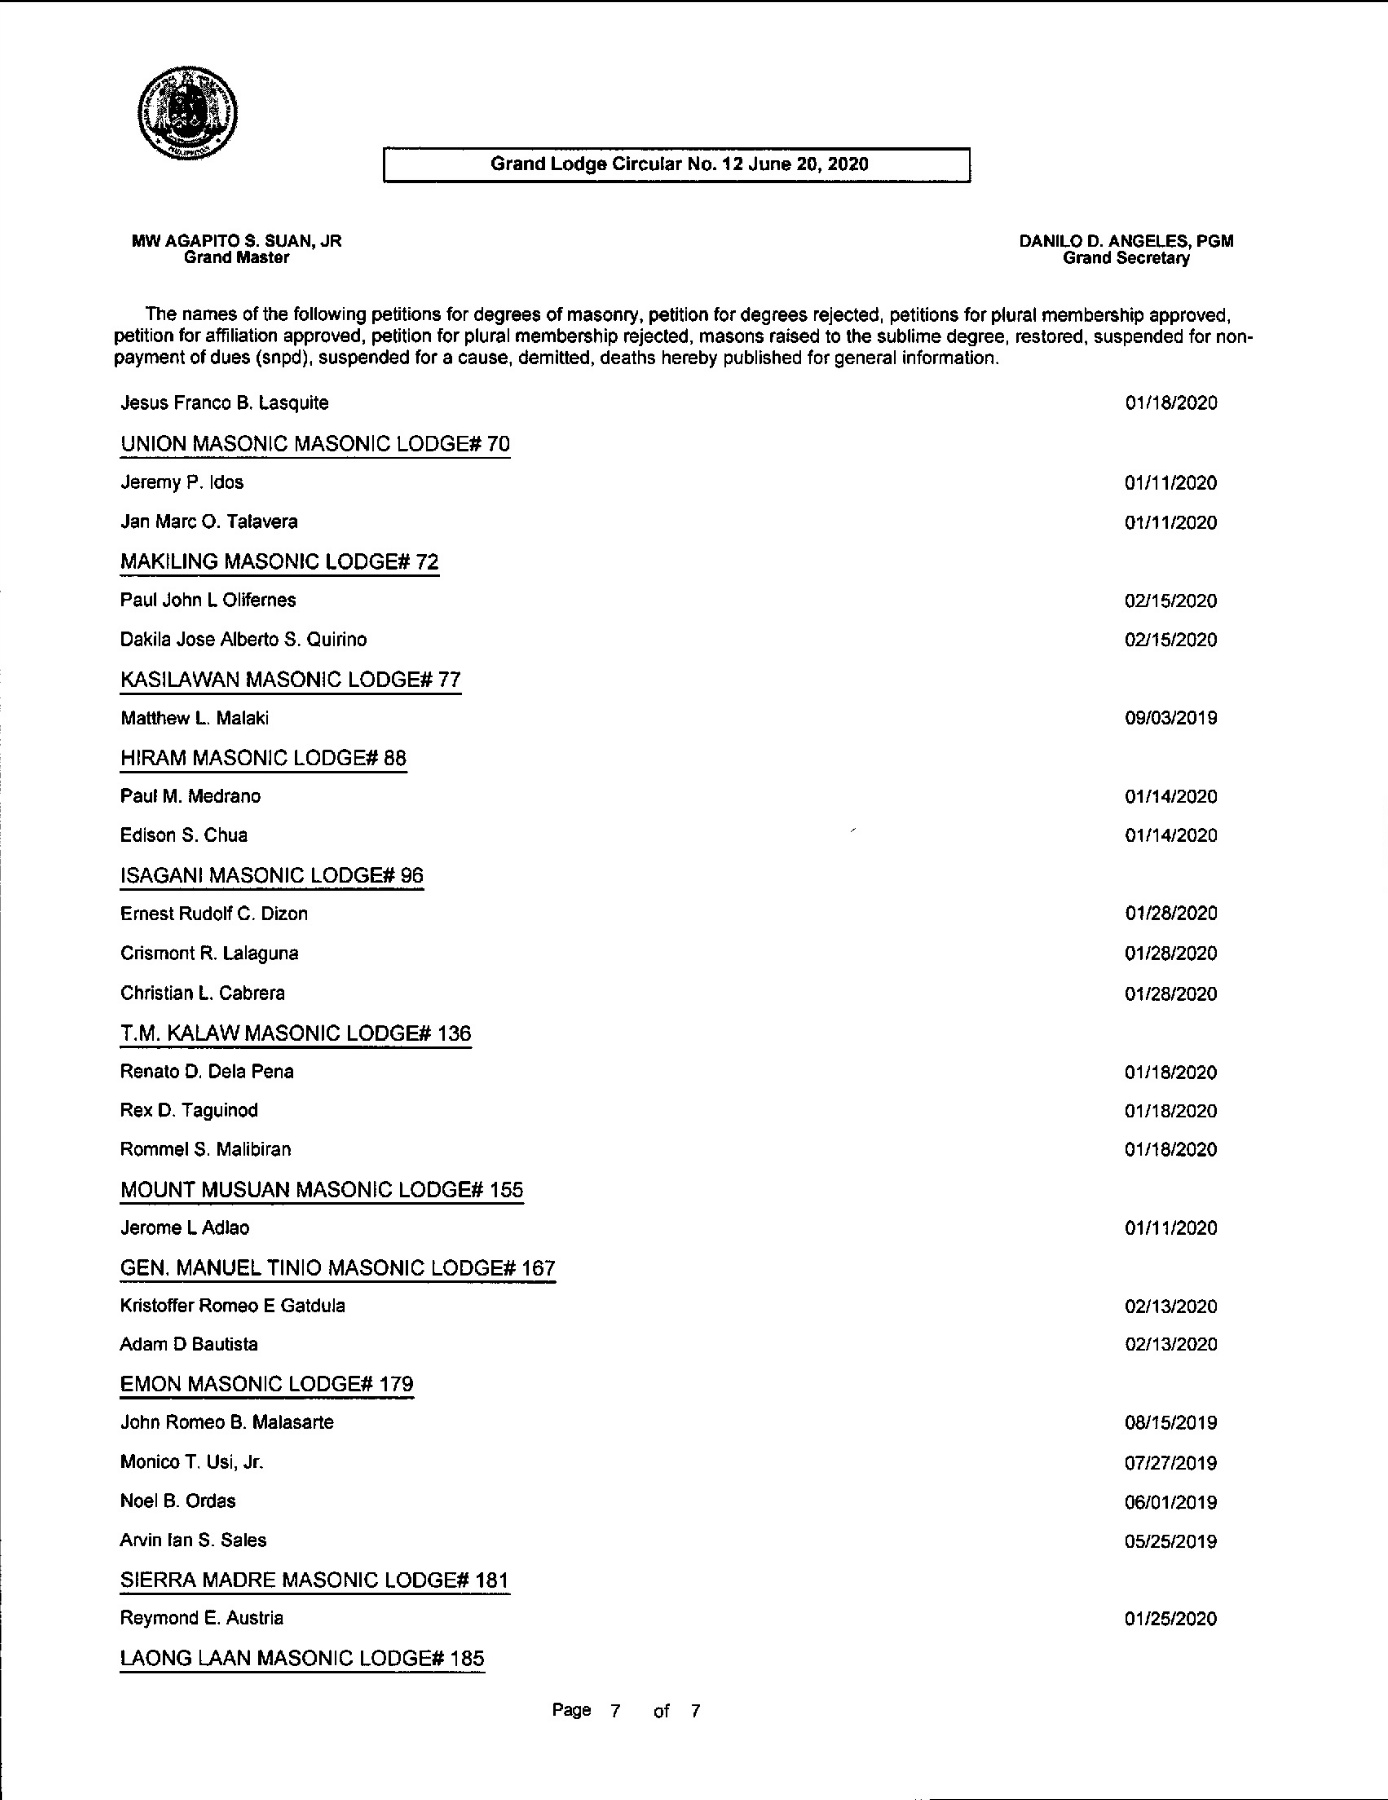 Grand Lodge Circular No. 12 June 20, 2020
MW AGAPITO S. SUAN, JR
Grand Master
DANILO D. ANGELES, PGM
Grand Secretary
The names of the following petitions for degrees of masonry, petition for degrees rejected, petitions for plural membership approved,
petition for affiliation approved, petition for plural membership rejected, masons raised to the sublime degree, restored, suspended for non-
payment of dues (snpd), suspended for a cause, demitted, deaths hereby published for general information.
Jesus Franco B. Lasquite 01/18/2020
UNION MASONIC MASONIC LODGE# 70
Jeremy P. Idos 01/11/2020
Jan Marc O. Talavera 01/11/2020
MAKILING MASONIC LODGE# 72
Paul John L Olifernes 02/15/2020
Dakila Jose Alberto S. Quirino 02/15/2020
KASILAWAN MASONIC LODGE# 77
Matthew L. Malaki 09/03/2019
HIRAM MASONIC LODGE# 88
Paul M. Medrano 01/14/2020
Edison S. Chua 01/14/2020
ISAGANI MASONIC LODGE# 96
Ernest Rudolf C. Dizon 01/28/2020
Crismont R. Lalaguna 01/28/2020
Christian L. Cabrera 01/28/2020
T.M. KALAW MASONIC LODGE# 136
Renato D. Dela Pena 01/18/2020
Rex D. Taguinod 01/18/2020
Rommel S. Malibiran 01/18/2020
MOUNT MUSUAN MASONIC LODGE# 155
Jerome L Adlao 01/11/2020
GEN. MANUEL TINIO MASONIC LODGE# 167
Kristoffer Romeo E Gatdula 02/13/2020
Adam D Bautista 02/13/2020
EMON MASONIC LODGE# 179
John Romeo B. Malasarte 08/15/2019
Monico T. Usi, Jr. 07/27/2019
Noel B. Ordas 06/01/2019
Arvin Ian S. Sales 05/25/2019
SIERRA MADRE MASONIC LODGE# 181
Reymond E. Austria 01/25/2020
LAONG LAAN MASONIC LODGE# 185
Page 7 of 7